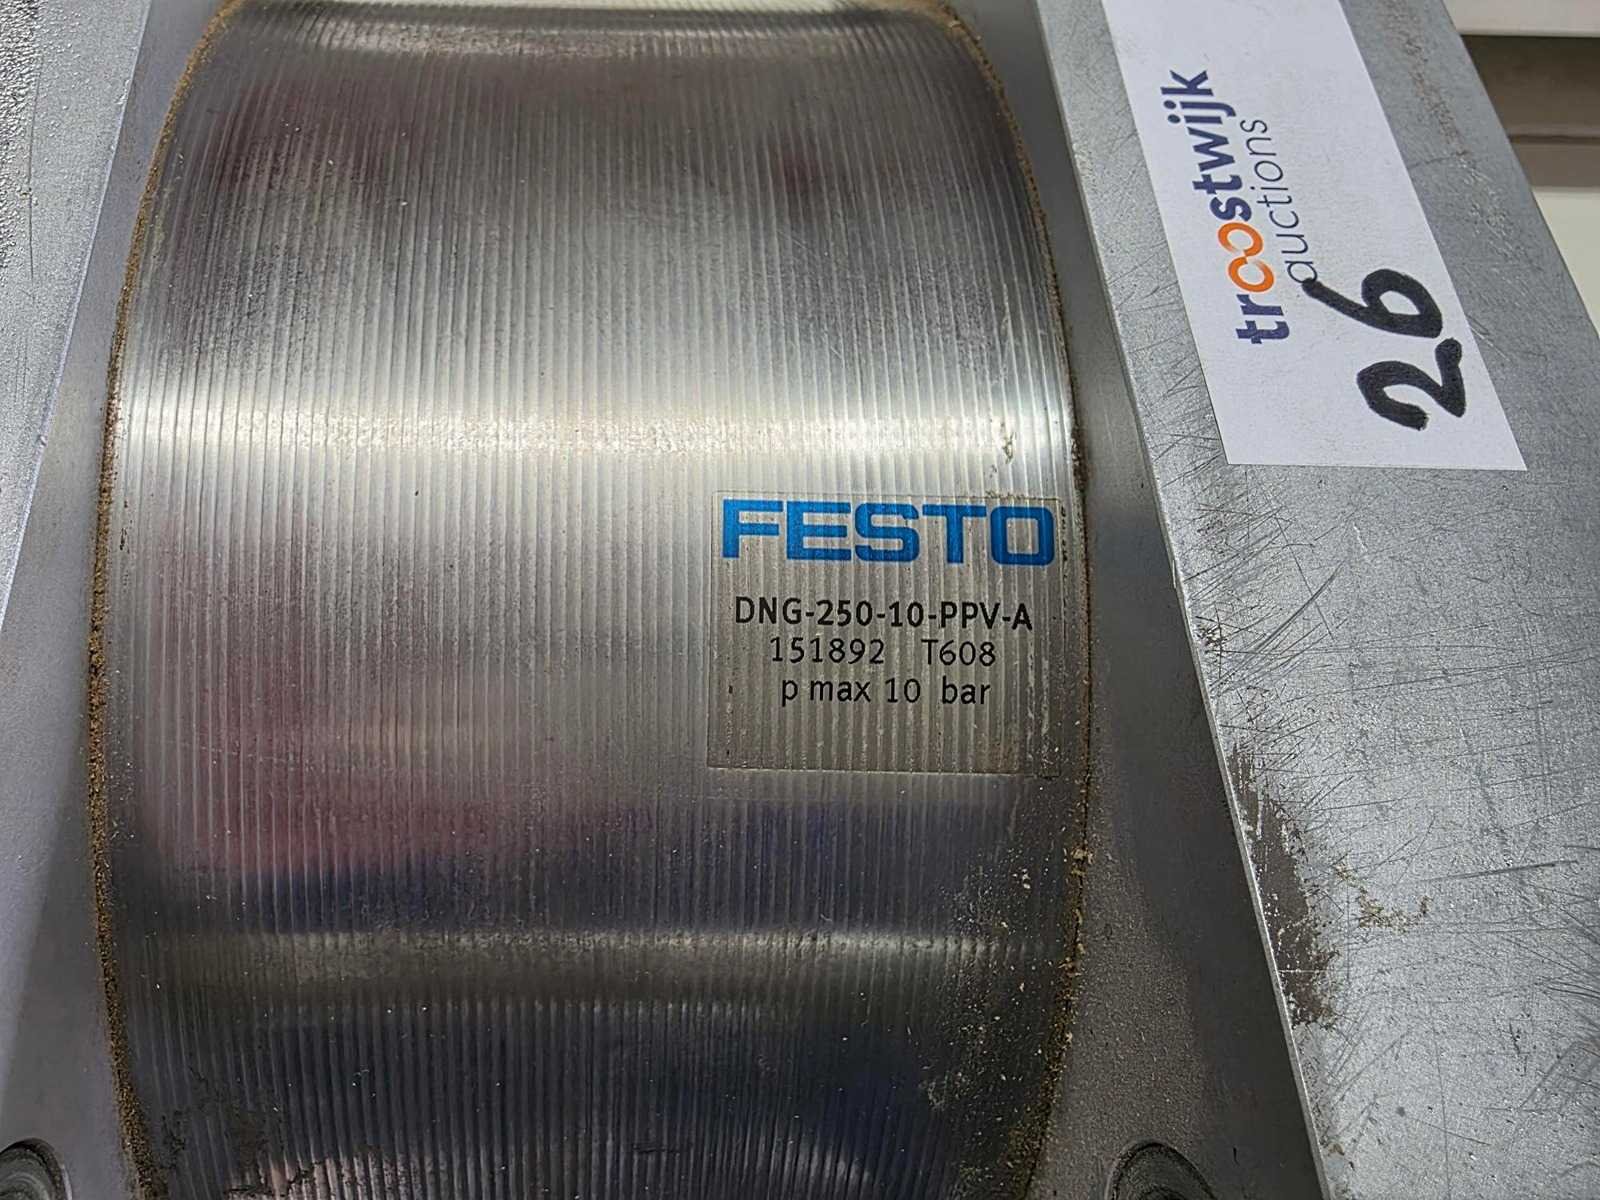 FESTO
DNG-250-10-PPV-A
151892 T608
p max 10 bar
troostwijk
auctions
26